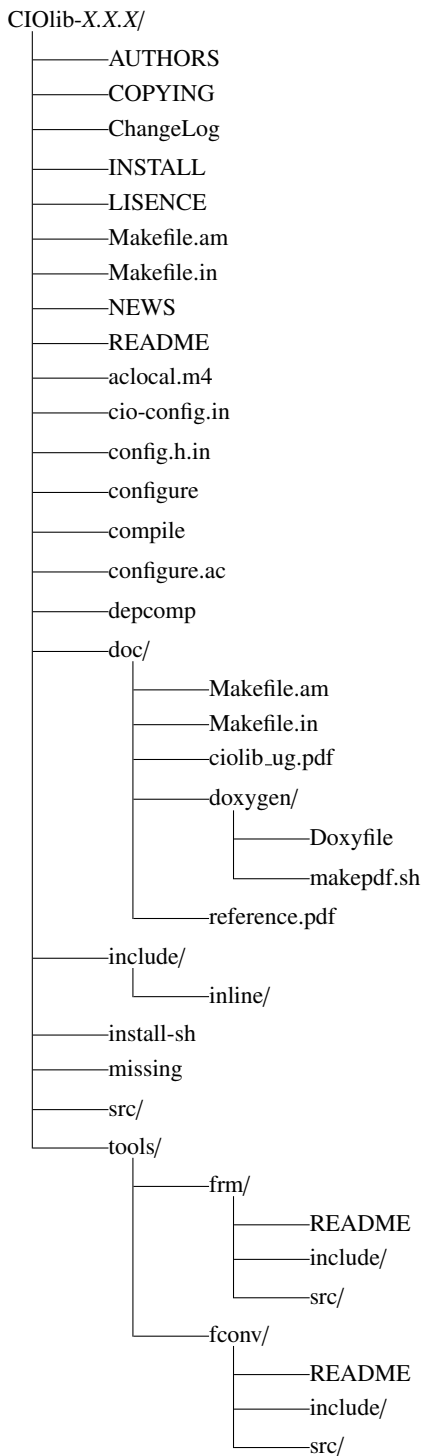 CIOlib-X.X.X/
AUTHORS
COPYING
ChangeLog
INSTALL
LISENCE
Makefile.am
Makefile.in
NEWS
README
aclocal.m4
cio-config.in
config.h.in
configure
compile
configure.ac
depcomp
doc/
Makefile.am
Makefile.in
ciolib_ug.pdf
doxygen/
Doxyfile
makepdf.sh
reference.pdf
include/
inline/
install-sh
missing
src/
tools/
frm/
README
include/
src/
fconv/
README
include/
src/